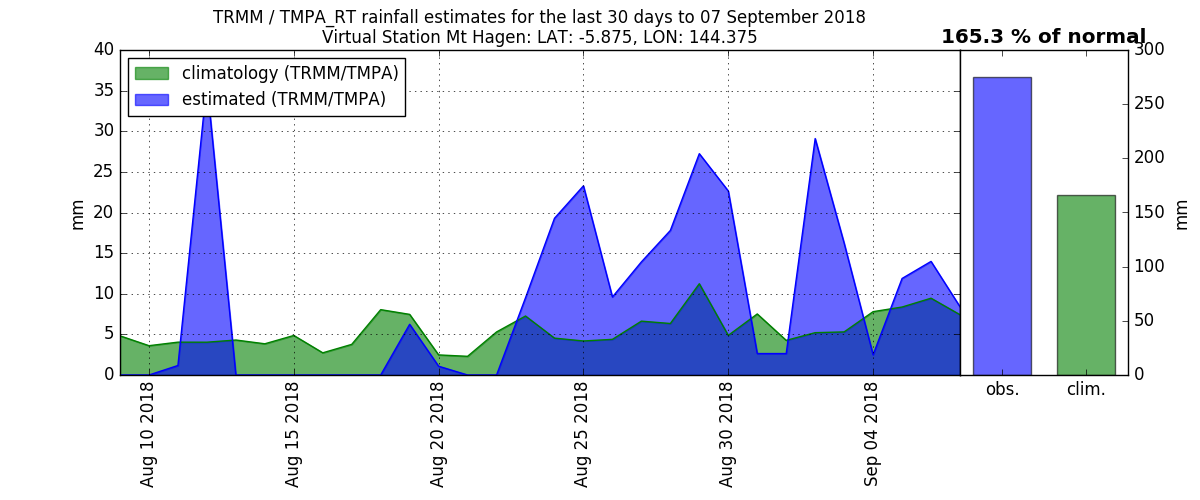 TRMM / TMPA_RT rainfall estimates for the last 30 days to 07 September 2018
Virtual Station Mt Hagen: LAT: -5.875, LON: 144.375
165.3 % of normal
climatology (TRMM/TMPA)
estimated (TRMM/TMPA)
mm
40
35
30
25
20
15
10
5
0
Aug 10 2018
Aug 15 2018
Aug 20 2018
Aug 25 2018
Aug 30 2018
Sep 04 2018
obs.
clim.
300
250
200
150
100
50
0
mm